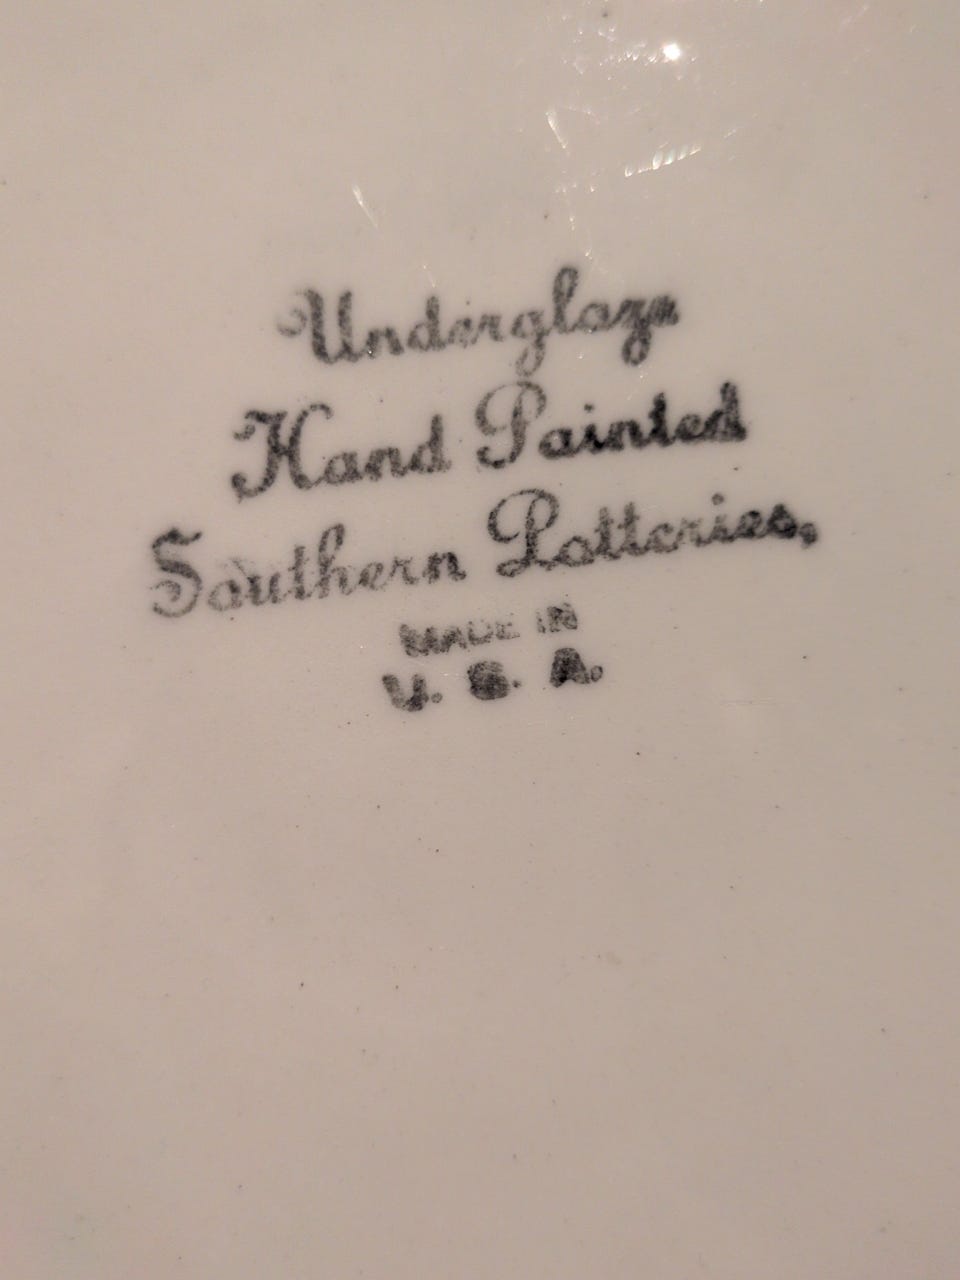 Underglaze
Hand Painted
Southern Potteries,
MADE IN
U. S. A.